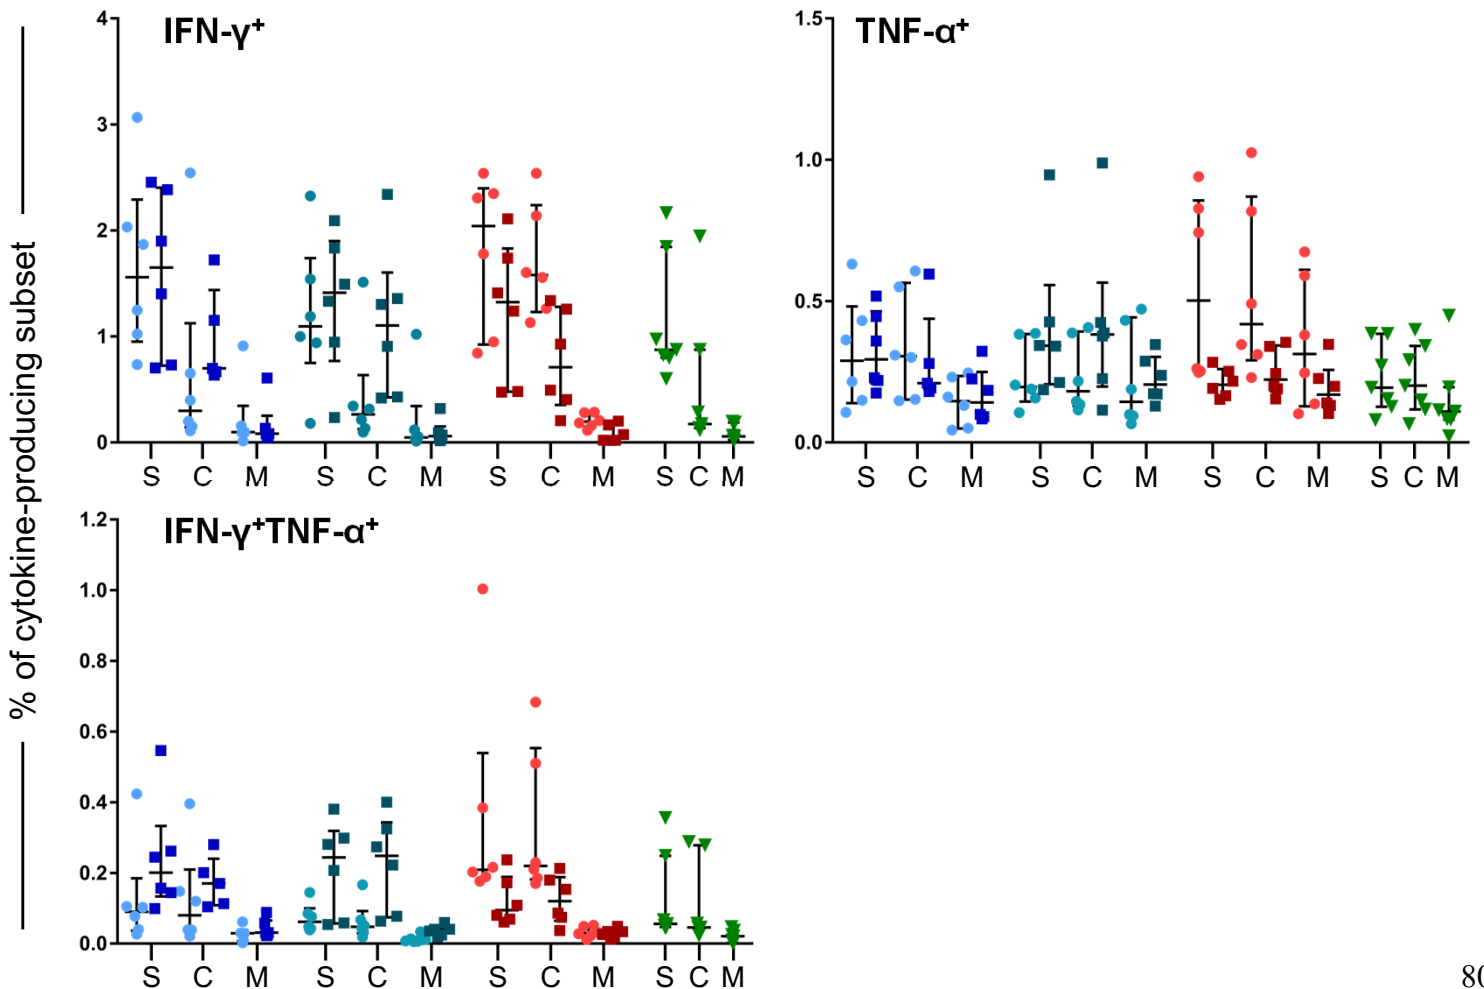 IFN-γ⁺
4
3
2
1
0
S C M S C M S C M S C M
TNF-α⁺
1.5
1.0
0.5
0.0
S C M S C M S C M S C M
% of cytokine-producing subset
IFN-γ⁺TNF-α⁺
1.2
1.0
0.8
0.6
0.4
0.2
0.0
S C M S C M S C M S C M